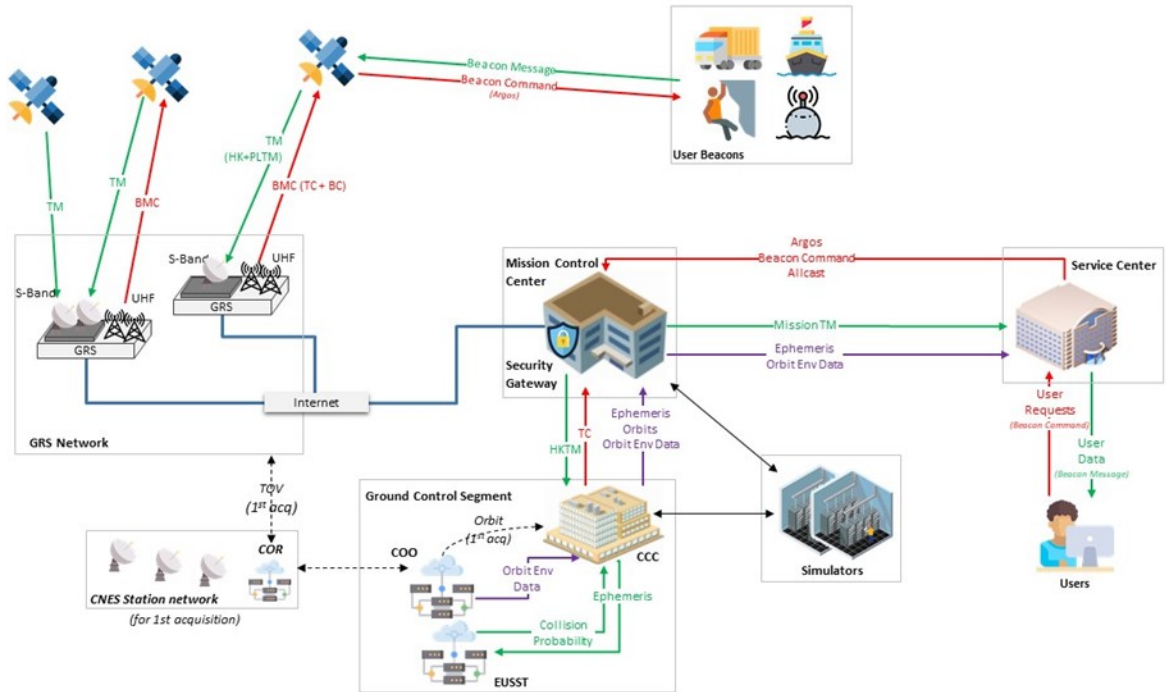 Beacon Message
Beacon Command
(Argos)
User Beacons
TM
TM
BMC
TM
(HK+PLTM)
BMC (TC + BC)
S-Band
UHF
GRS
S-Band
UHF
GRS
Internet
GRS Network
Mission Control
Center
Security
Gateway
Argos
Beacon Command
Allcast
Service Center
Mission TM
Ephemeris
Orbit Env Data
HKTM
TC
Ephemeris
Orbits
Orbit Env Data
User
Requests
(Beacon Command)
User
Data
(Beacon Message)
Users
TOV
(1st acq)
COR
CNES Station network
(for 1st acquisition)
Ground Control Segment
COO
Orbit
(1st acq)
CCC
Orbit Env
Data
Ephemeris
Collision
Probability
EUSST
Simulators